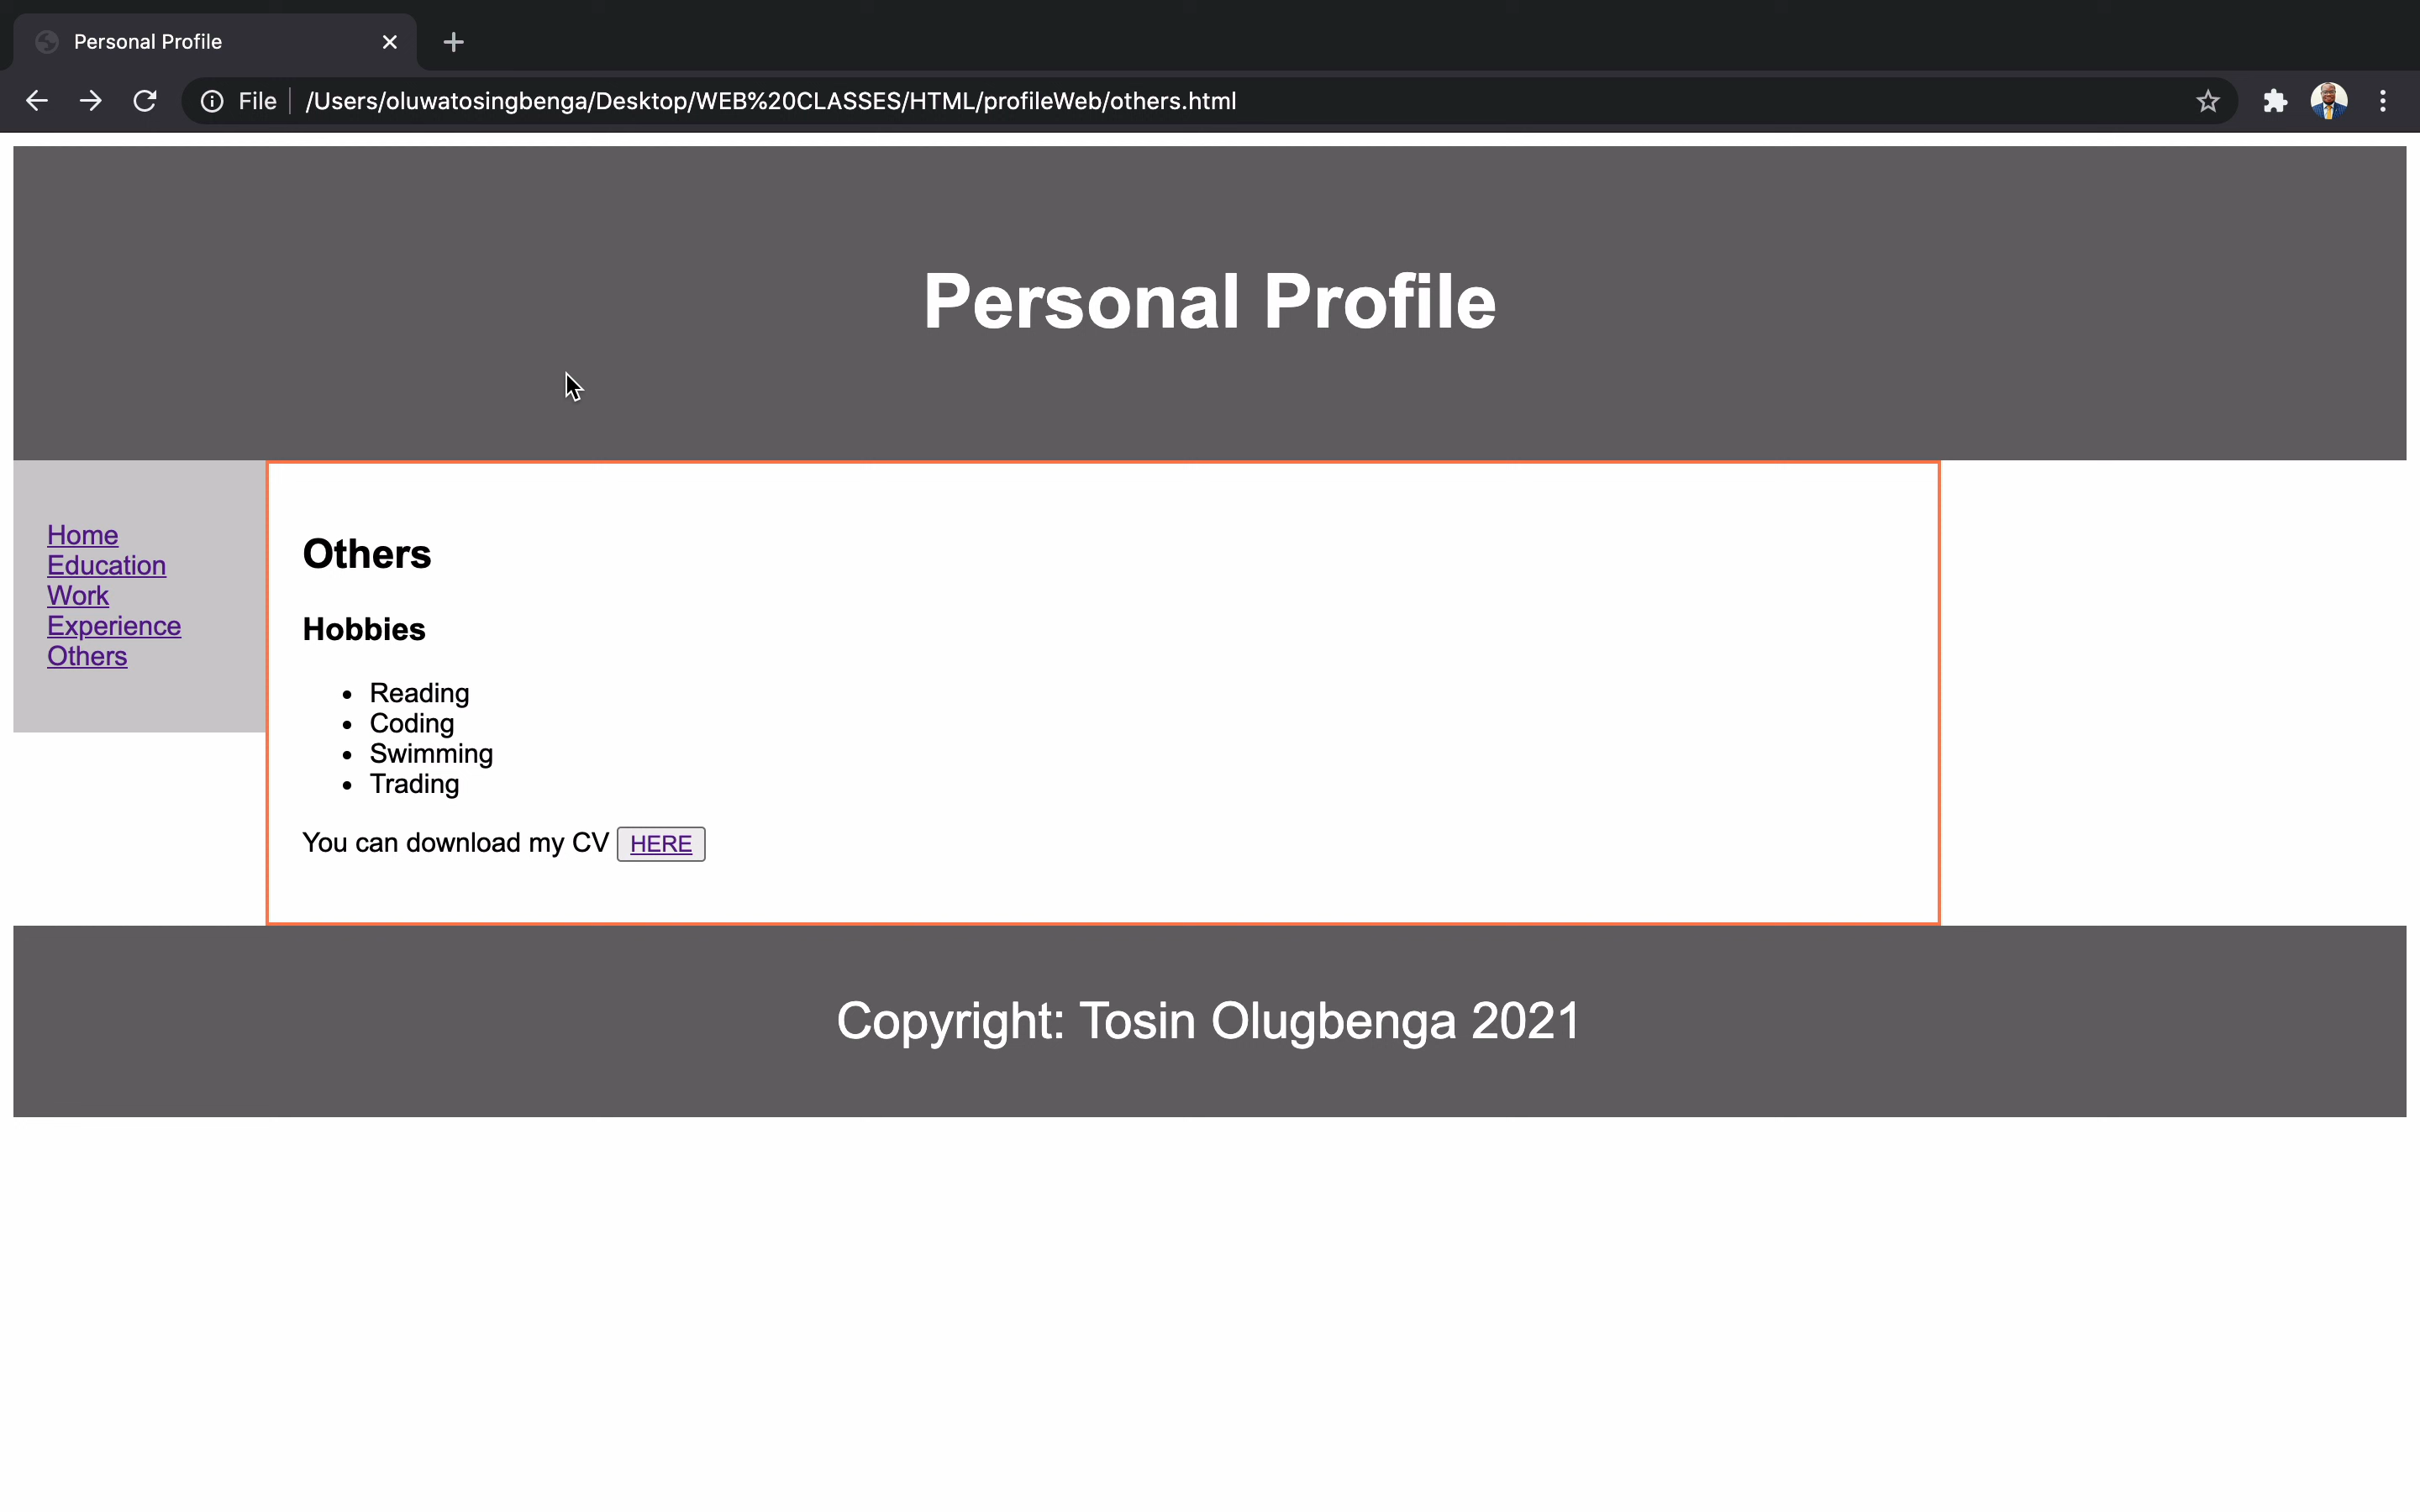 Personal Profile
File /Users/oluwatosingbenga/Desktop/WEB%20CLASSES/HTML/profileWeb/others.html
Personal Profile
Home
Education
Work
Experience
Others
Others
Hobbies
Reading
Coding
Swimming
Trading
You can download my CV HERE
Copyright: Tosin Olugbenga 2021